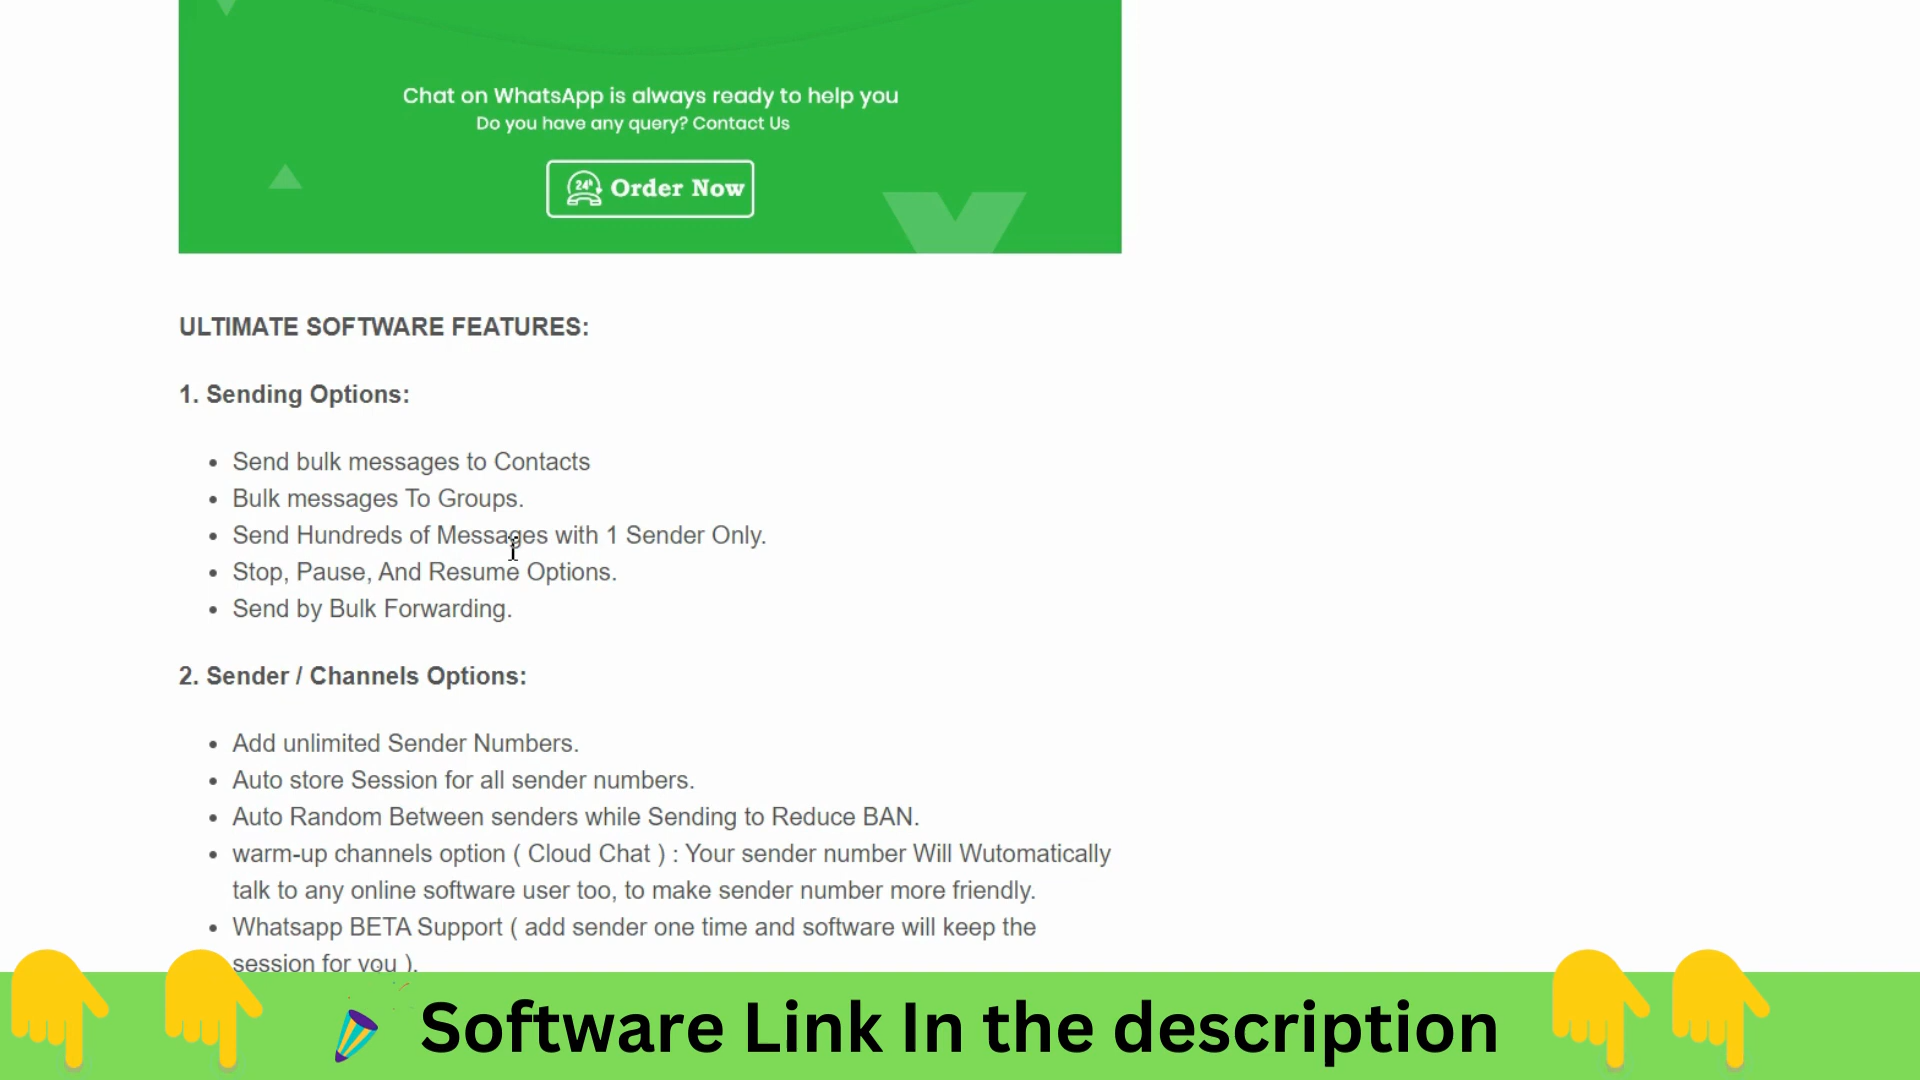 Chat on WhatsApp is always ready to help you
Do you have any query? Contact Us
24h Order Now
ULTIMATE SOFTWARE FEATURES:
1. Sending Options:
• Send bulk messages to Contacts
• Bulk messages To Groups.
• Send Hundreds of Messages with 1 Sender Only.
• Stop, Pause, And Resume Options.
• Send by Bulk Forwarding.
2. Sender / Channels Options:
• Add unlimited Sender Numbers.
• Auto store Session for all sender numbers.
• Auto Random Between senders while Sending to Reduce BAN.
• warm-up channels option ( Cloud Chat ) : Your sender number Will Wutomatically
talk to any online software user too, to make sender number more friendly.
• Whatsapp BETA Support ( add sender one time and software will keep the
session for you ).
Software Link In the description